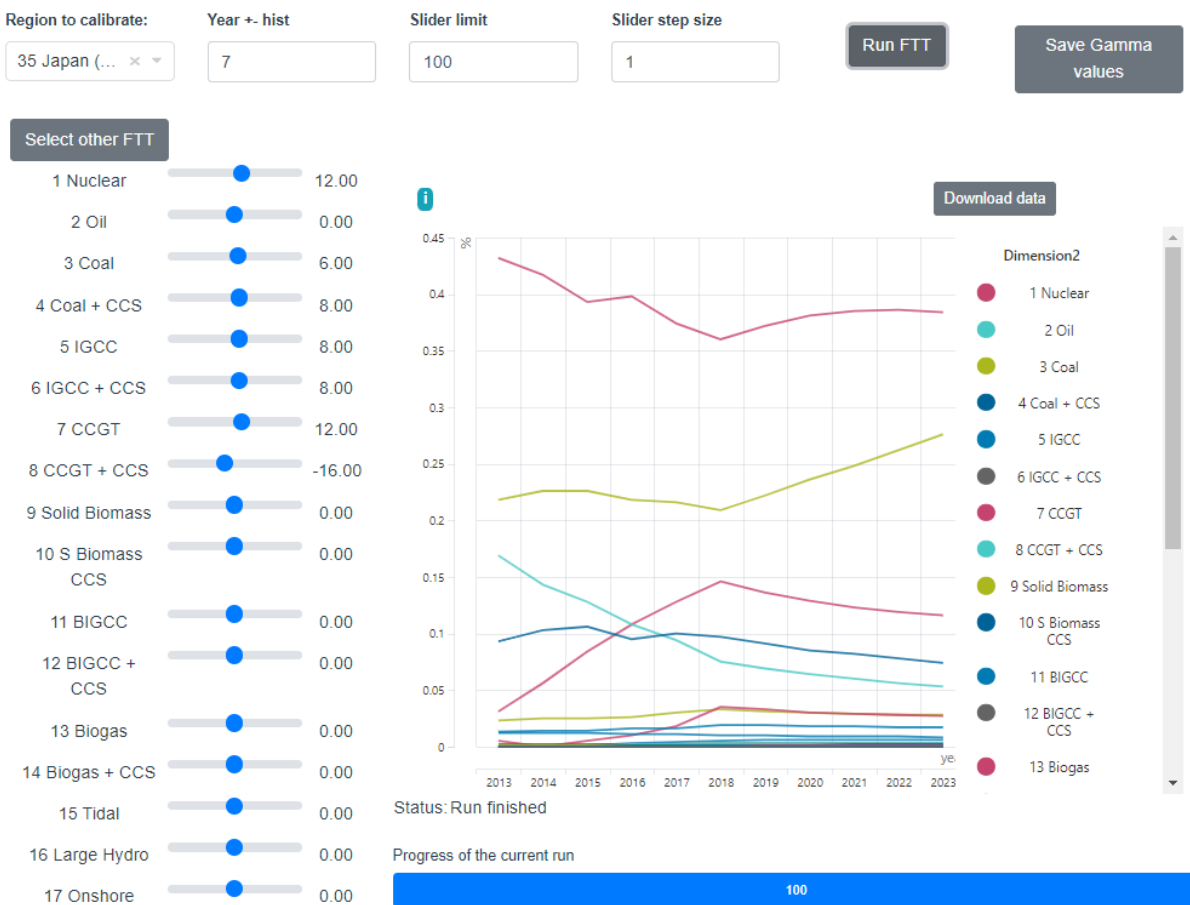 Region to calibrate:
Year +- hist
Slider limit
Slider step size
35 Japan (... × 
7
100
1
Run FTT
Save Gamma
values
Select other FTT
1 Nuclear 12.00
2 Oil 0.00
3 Coal 6.00
4 Coal + CCS 8.00
5 IGCC 8.00
6 IGCC + CCS 8.00
7 CCGT 12.00
8 CCGT + CCS -16.00
9 Solid Biomass 0.00
10 S Biomass
CCS 0.00
11 BIGCC 0.00
12 BIGCC +
CCS 0.00
13 Biogas 0.00
14 Biogas + CCS 0.00
15 Tidal 0.00
16 Large Hydro 0.00
17 Onshore 0.00
i
Download data
%
0.45
0.4
0.35
0.3
0.25
0.2
0.15
0.1
0.05
0
2013 2014 2015 2016 2017 2018 2019 2020 2021 2022 2023
yea
Dimension2
1 Nuclear
2 Oil
3 Coal
4 Coal + CCS
5 IGCC
6 IGCC + CCS
7 CCGT
8 CCGT + CCS
9 Solid Biomass
10 S Biomass
CCS
11 BIGCC
12 BIGCC +
CCS
13 Biogas
Status: Run finished
Progress of the current run
100